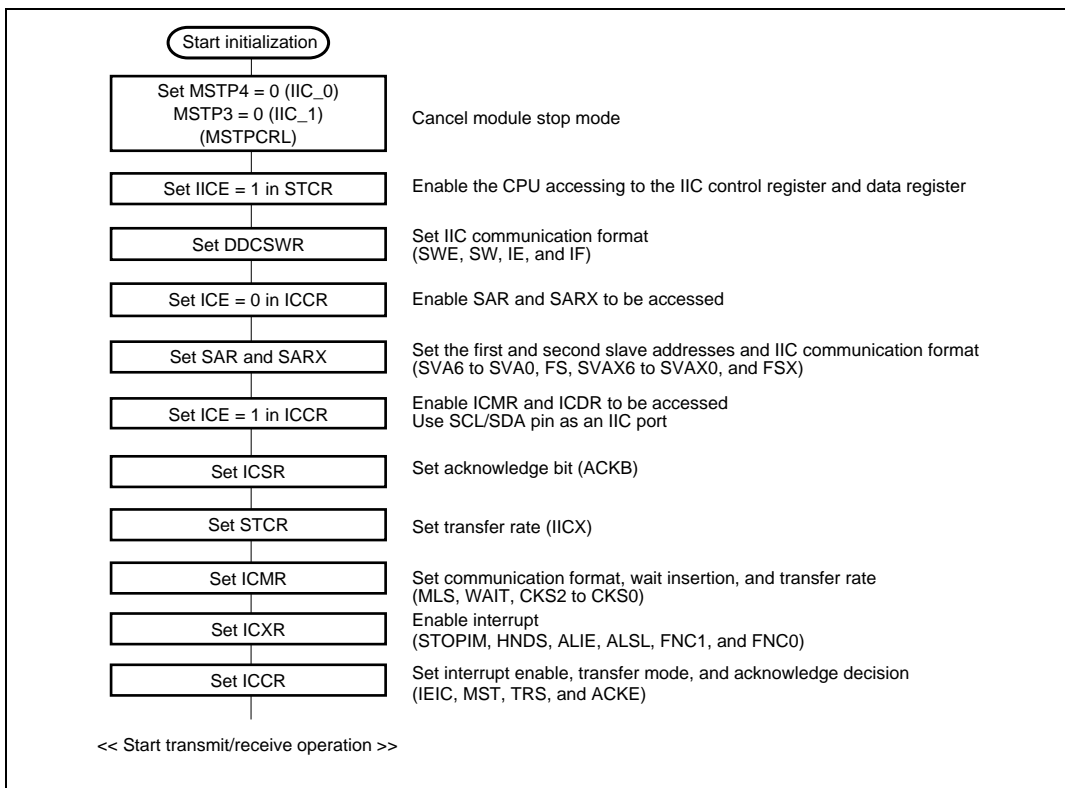 Start initialization
Set MSTP4 = 0 (IIC_0)
MSTP3 = 0 (IIC_1)
(MSTPCRL)
Cancel module stop mode
Set IICE = 1 in STCR
Enable the CPU accessing to the IIC control register and data register
Set DDCSWR
Set IIC communication format
(SWE, SW, IE, and IF)
Set ICE = 0 in ICCR
Enable SAR and SARX to be accessed
Set SAR and SARX
Set the first and second slave addresses and IIC communication format
(SVA6 to SVA0, FS, SVAX6 to SVAX0, and FSX)
Set ICE = 1 in ICCR
Enable ICMR and ICDR to be accessed
Use SCL/SDA pin as an IIC port
Set ICSR
Set acknowledge bit (ACKB)
Set STCR
Set transfer rate (IICX)
Set ICMR
Set communication format, wait insertion, and transfer rate
(MLS, WAIT, CKS2 to CKS0)
Set ICXR
Enable interrupt
(STOPIM, HNDS, ALIE, ALSL, FNC1, and FNC0)
Set ICCR
Set interrupt enable, transfer mode, and acknowledge decision
(IEIC, MST, TRS, and ACKE)
<< Start transmit/receive operation >>